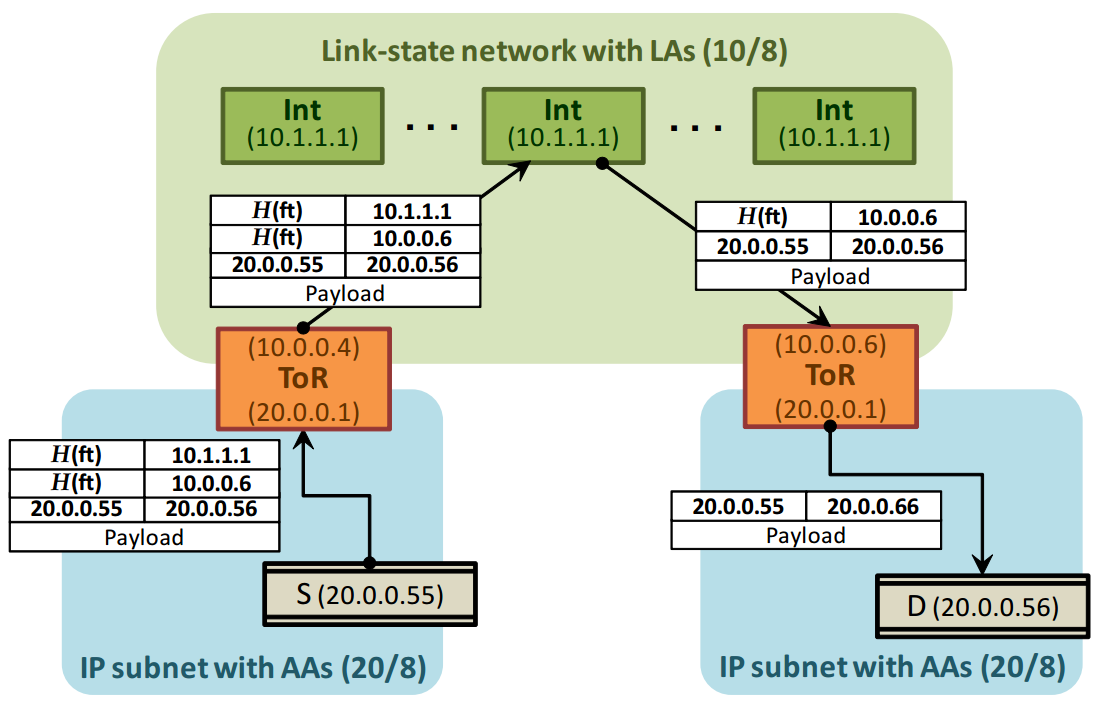 Link-state network with LAs (10/8)
Int
(10.1.1.1)
. . .
Int
(10.1.1.1)
. . .
Int
(10.1.1.1)
H(ft) 10.1.1.1
H(ft) 10.0.0.6
20.0.0.55 20.0.0.56
Payload
H(ft) 10.0.0.6
20.0.0.55 20.0.0.56
Payload
(10.0.0.4)
ToR
(20.0.0.1)
(10.0.0.6)
ToR
(20.0.0.1)
H(ft) 10.1.1.1
H(ft) 10.0.0.6
20.0.0.55 20.0.0.56
Payload
20.0.0.55 20.0.0.66
Payload
S (20.0.0.55)
D (20.0.0.56)
IP subnet with AAs (20/8)
IP subnet with AAs (20/8)